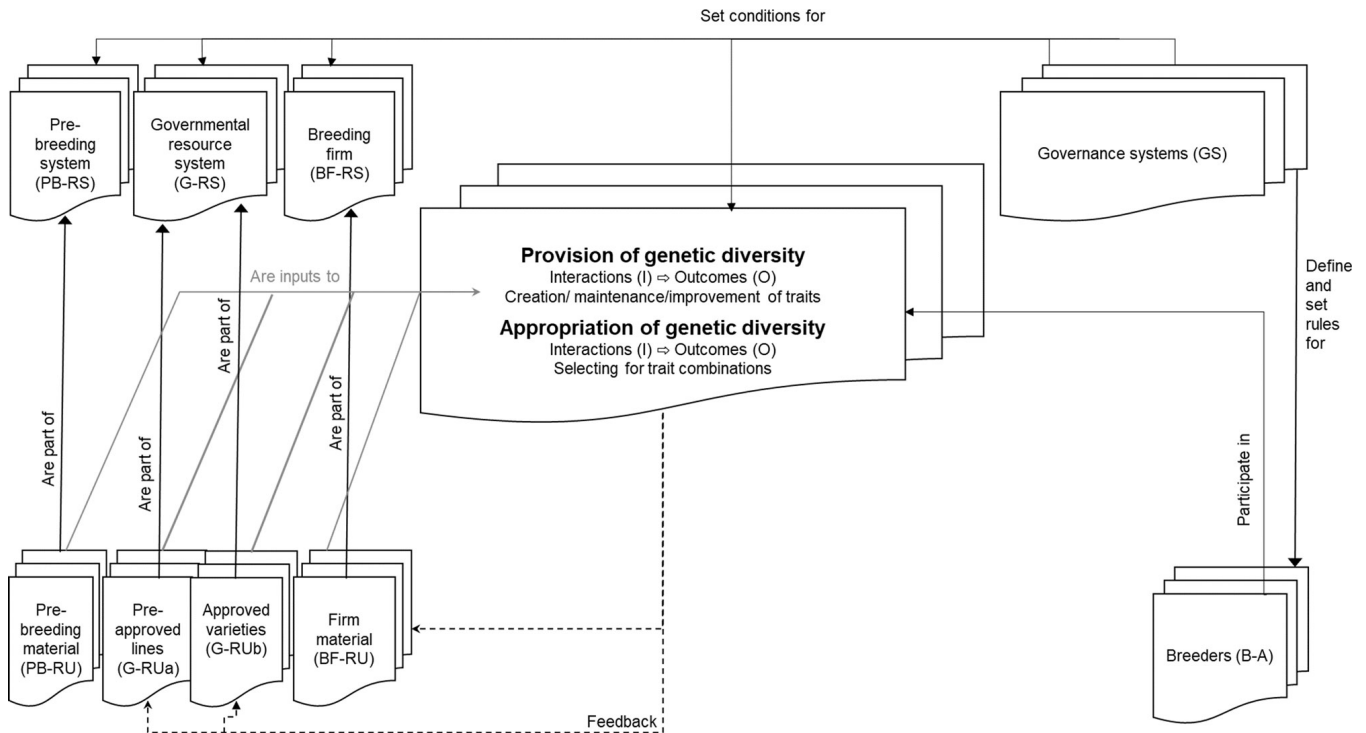 Set conditions for
Pre-
breeding
system
(PB-RS)
Governmental
resource
system
(G-RS)
Breeding
firm
(BF-RS)
Governance systems (GS)
Provision of genetic diversity
Interactions (I) ⇨ Outcomes (O)
Creation/ maintenance/improvement of traits
Appropriation of genetic diversity
Interactions (I) ⇨ Outcomes (O)
Selecting for trait combinations
Are inputs to
Define
and
set
rules
for
Are part of
Are part of
Are part of
Are part of
Participate in
Pre-
breeding
material
(PB-RU)
Pre-
approved
lines
(G-RUa)
Approved
varieties
(G-RUb)
Firm
material
(BF-RU)
Breeders (B-A)
Feedback